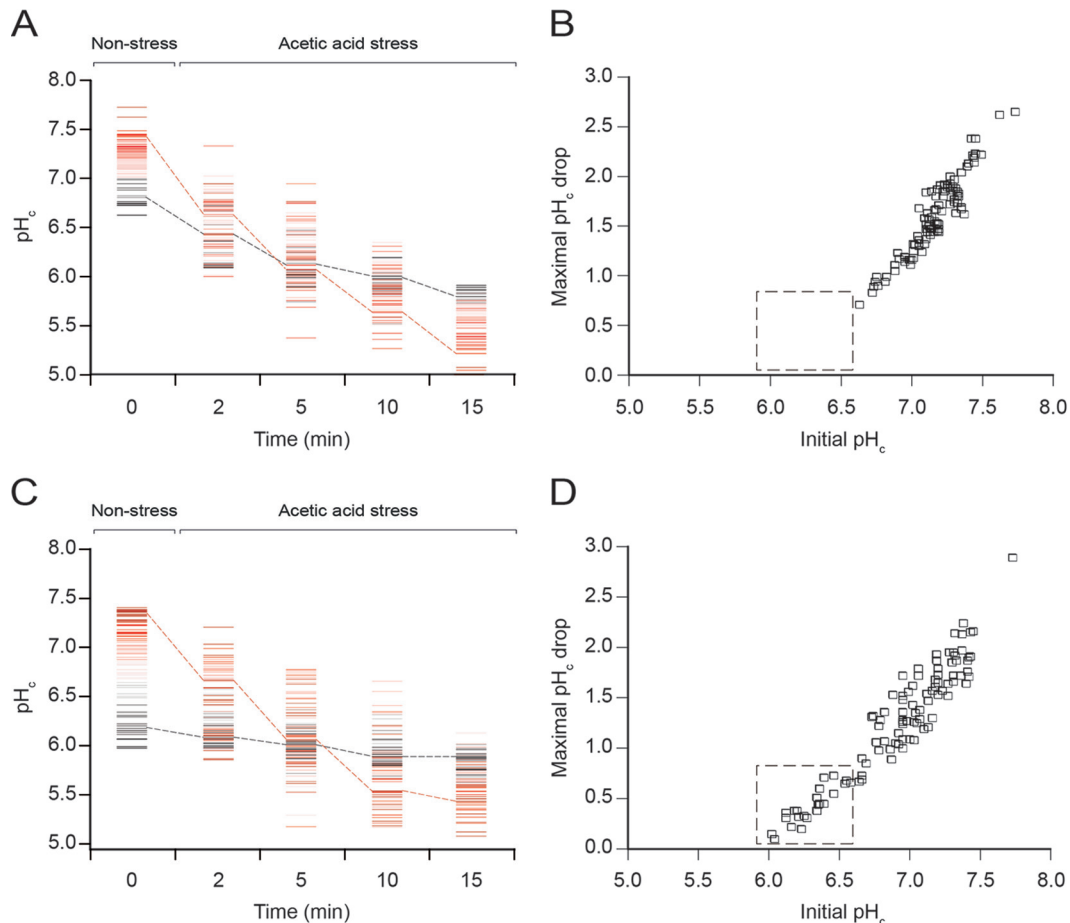 A
Non-stress Acetic acid stress
8.0
7.5
7.0
6.5
6.0
5.5
5.0
pHc
0 2 5 10 15
Time (min)
B
3.0
2.5
2.0
1.5
1.0
0.5
0.0
Maximal pHc drop
5.0 5.5 6.0 6.5 7.0 7.5 8.0
Initial pHc
C
Non-stress Acetic acid stress
8.0
7.5
7.0
6.5
6.0
5.5
5.0
pHc
0 2 5 10 15
Time (min)
D
3.0
2.5
2.0
1.5
1.0
0.5
0.0
Maximal pHc drop
5.0 5.5 6.0 6.5 7.0 7.5 8.0
Initial pHc